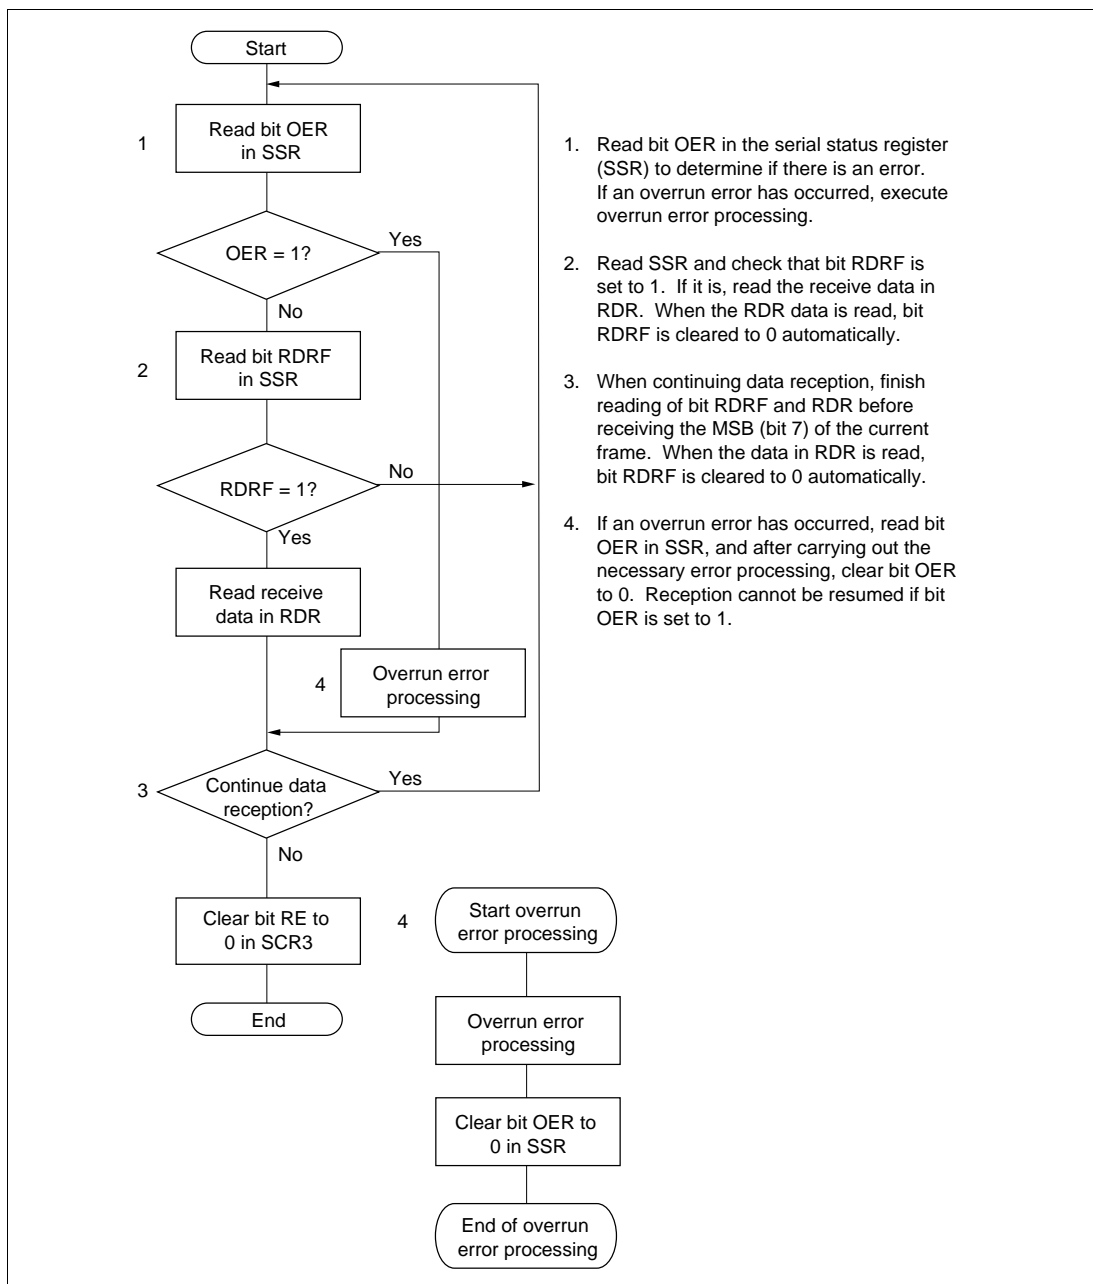 Start
1
Read bit OER
in SSR
OER = 1?
Yes
No
2
Read bit RDRF
in SSR
RDRF = 1?
No
Yes
Read receive
data in RDR
4
Overrun error
processing
3
Continue data
reception?
Yes
No
Clear bit RE to
0 in SCR3
End
4
Start overrun
error processing
Overrun error
processing
Clear bit OER to
0 in SSR
End of overrun
error processing
1. Read bit OER in the serial status register
(SSR) to determine if there is an error.
If an overrun error has occurred, execute
overrun error processing.
2. Read SSR and check that bit RDRF is
set to 1. If it is, read the receive data in
RDR. When the RDR data is read, bit
RDRF is cleared to 0 automatically.
3. When continuing data reception, finish
reading of bit RDRF and RDR before
receiving the MSB (bit 7) of the current
frame. When the data in RDR is read,
bit RDRF is cleared to 0 automatically.
4. If an overrun error has occurred, read bit
OER in SSR, and after carrying out the
necessary error processing, clear bit OER
to 0. Reception cannot be resumed if bit
OER is set to 1.